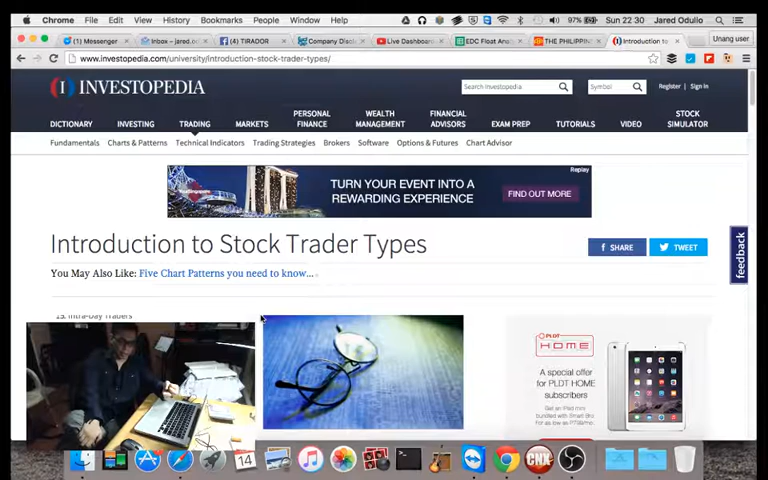 Chrome File Edit View History Bookmarks People Window Help 97% Sun 22 30 Jared Odulio
Messenger Inbox – jared.o (4) TIRADOR Company Discl Live Dashboard EDC Float Ana THE PHILIPPIN Introduction to Unang user
www.investopedia.com/university/introduction-stock-trader-types/
INVESTOPEDIA Search Investopedia Symbol Register | Sign In
DICTIONARY INVESTING TRADING MARKETS PERSONAL FINANCE WEALTH MANAGEMENT FINANCIAL ADVISORS EXAM PREP TUTORIALS VIDEO STOCK SIMULATOR
Fundamentals Charts & Patterns Technical Indicators Trading Strategies Brokers Software Options & Futures Chart Advisor
Replay
TURN YOUR EVENT INTO A
REWARDING EXPERIENCE
FIND OUT MORE
Introduction to Stock Trader Types
SHARE TWEET
feedback
You May Also Like: Five Chart Patterns you need to know...
Intra-Day Traders
PLDT
HOME
A special offer
for PLDT HOME
subscribers
14
CNX